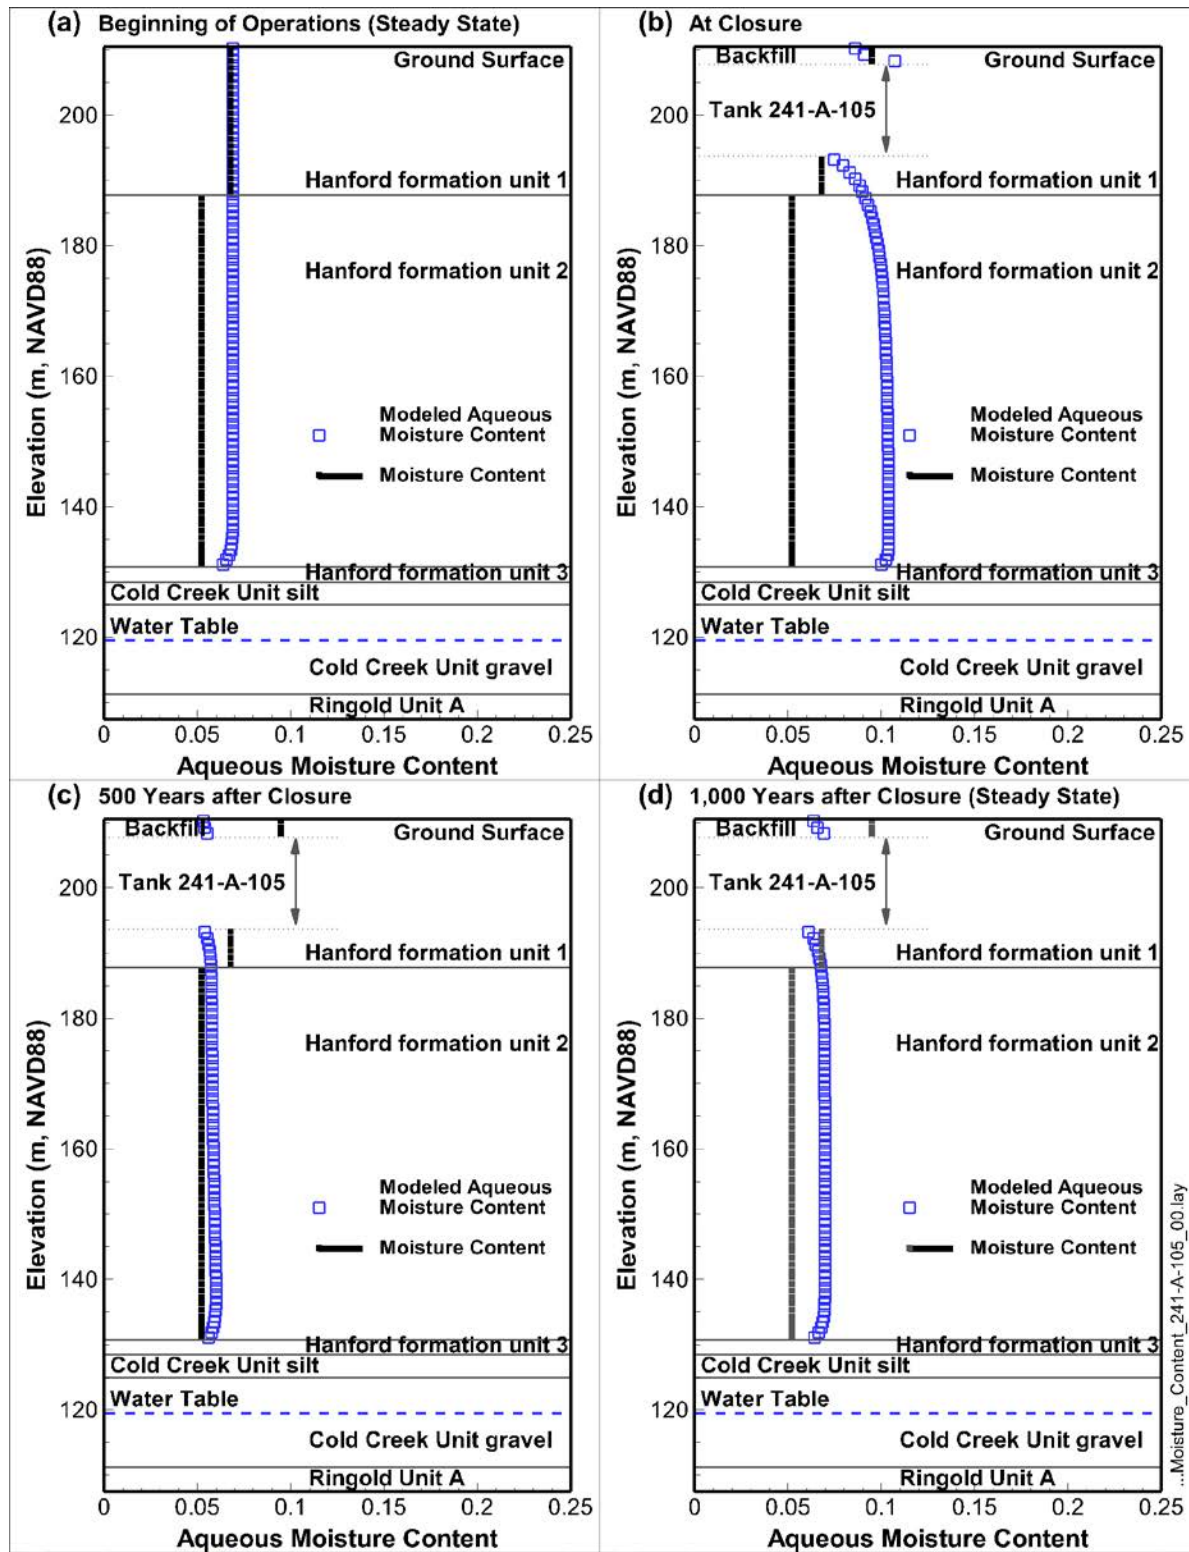 (a) Beginning of Operations (Steady State)
Ground Surface
200
Hanford formation unit 1
180
Hanford formation unit 2
160
Modeled Aqueous
Moisture Content
Moisture Content
140
Hanford formation unit 3
Cold Creek Unit silt
Water Table
120
Cold Creek Unit gravel
Ringold Unit A
0 0.05 0.1 0.15 0.2 0.25
Aqueous Moisture Content
Elevation (m, NAVD88)
(b) At Closure
Backfill Ground Surface
200
Tank 241-A-105
Hanford formation unit 1
180
Hanford formation unit 2
160
Modeled Aqueous
Moisture Content
Moisture Content
140
Hanford formation unit 3
Cold Creek Unit silt
Water Table
120
Cold Creek Unit gravel
Ringold Unit A
0 0.05 0.1 0.15 0.2 0.25
Aqueous Moisture Content
Elevation (m, NAVD88)
(c) 500 Years after Closure
Backfill Ground Surface
200
Tank 241-A-105
Hanford formation unit 1
180
Hanford formation unit 2
160
Modeled Aqueous
Moisture Content
Moisture Content
140
Hanford formation unit 3
Cold Creek Unit silt
Water Table
120
Cold Creek Unit gravel
Ringold Unit A
0 0.05 0.1 0.15 0.2 0.25
Aqueous Moisture Content
Elevation (m, NAVD88)
(d) 1,000 Years after Closure (Steady State)
Backfill Ground Surface
200
Tank 241-A-105
Hanford formation unit 1
180
Hanford formation unit 2
160
Modeled Aqueous
Moisture Content
Moisture Content
140
Hanford formation unit 3
Cold Creek Unit silt
Water Table
120
Cold Creek Unit gravel
Ringold Unit A
0 0.05 0.1 0.15 0.2 0.25
Aqueous Moisture Content
Elevation (m, NAVD88)
...Moisture_Content_241-A-105_00.lay